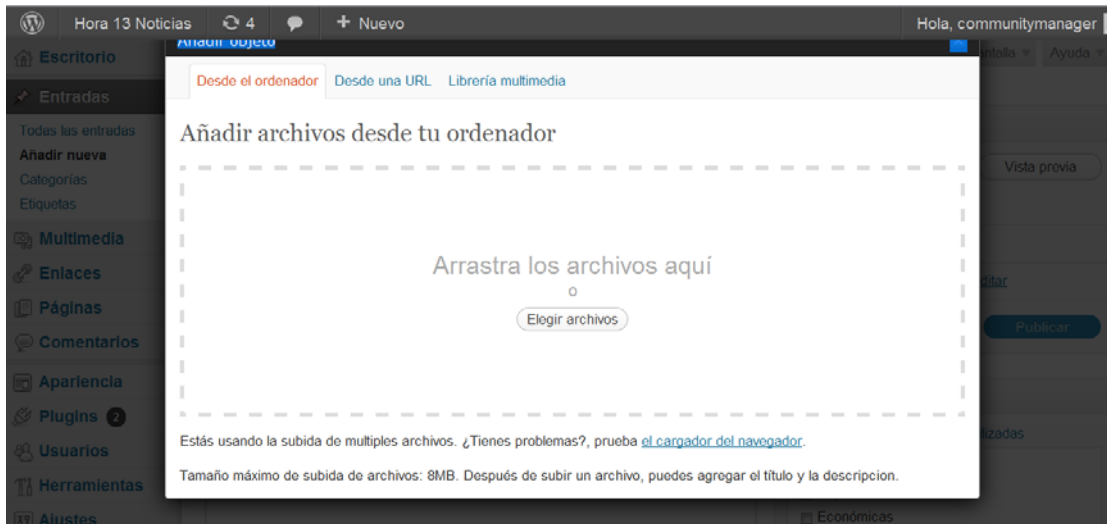 Hora 13 Noticias 4 + Nuevo Hola, communitymanager
Añadir objeto
Escritorio
Ayuda
Desde el ordenador Desde una URL Librería multimedia
Entradas
Todas las entradas
Añadir archivos desde tu ordenador
Añadir nueva
Vista previa
Categorías
Etiquetas
Multimedia
Arrastra los archivos aquí
Enlaces
o
Páginas
Elegir archivos
Publicar
Comentarios
Apariencia
Plugins 2
Estás usando la subida de multiples archivos. ¿Tienes problemas?, prueba el cargador del navegador.
Usuarios
Tamaño máximo de subida de archivos: 8MB. Después de subir un archivo, puedes agregar el título y la descripcion.
Herramientas
Económicas
Ajustes